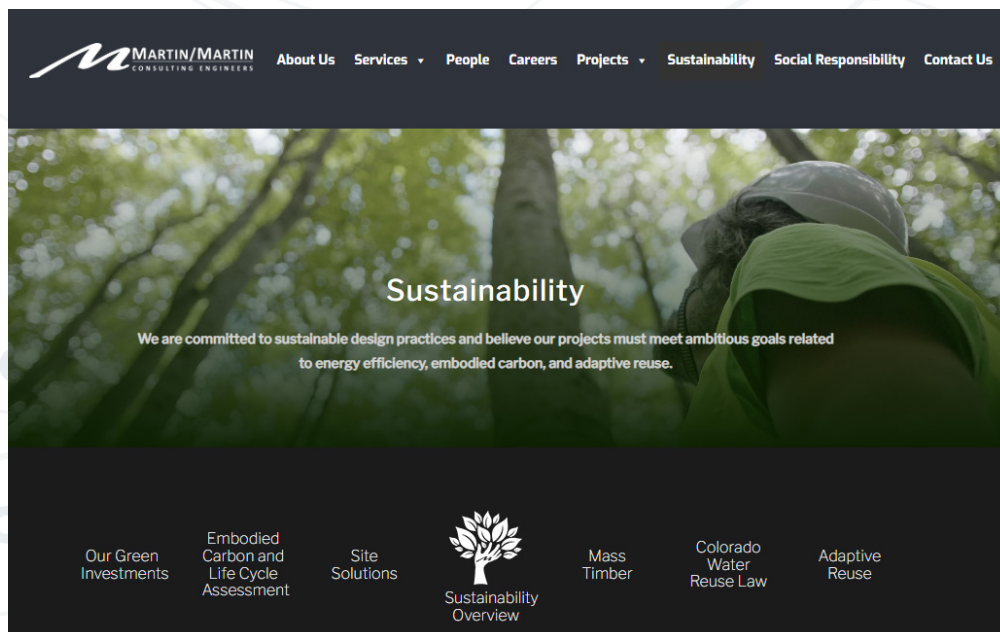 MARTIN/MARTIN
CONSULTING ENGINEERS
About Us Services People Careers Projects Sustainability Social Responsibility Contact Us
Sustainability
We are committed to sustainable design practices and believe our projects must meet ambitious goals related
to energy efficiency, embodied carbon, and adaptive reuse.
Our Green
Investments
Embodied
Carbon and
Life Cycle
Assessment
Site
Solutions
Sustainability
Overview
Mass
Timber
Colorado
Water
Reuse Law
Adaptive
Reuse